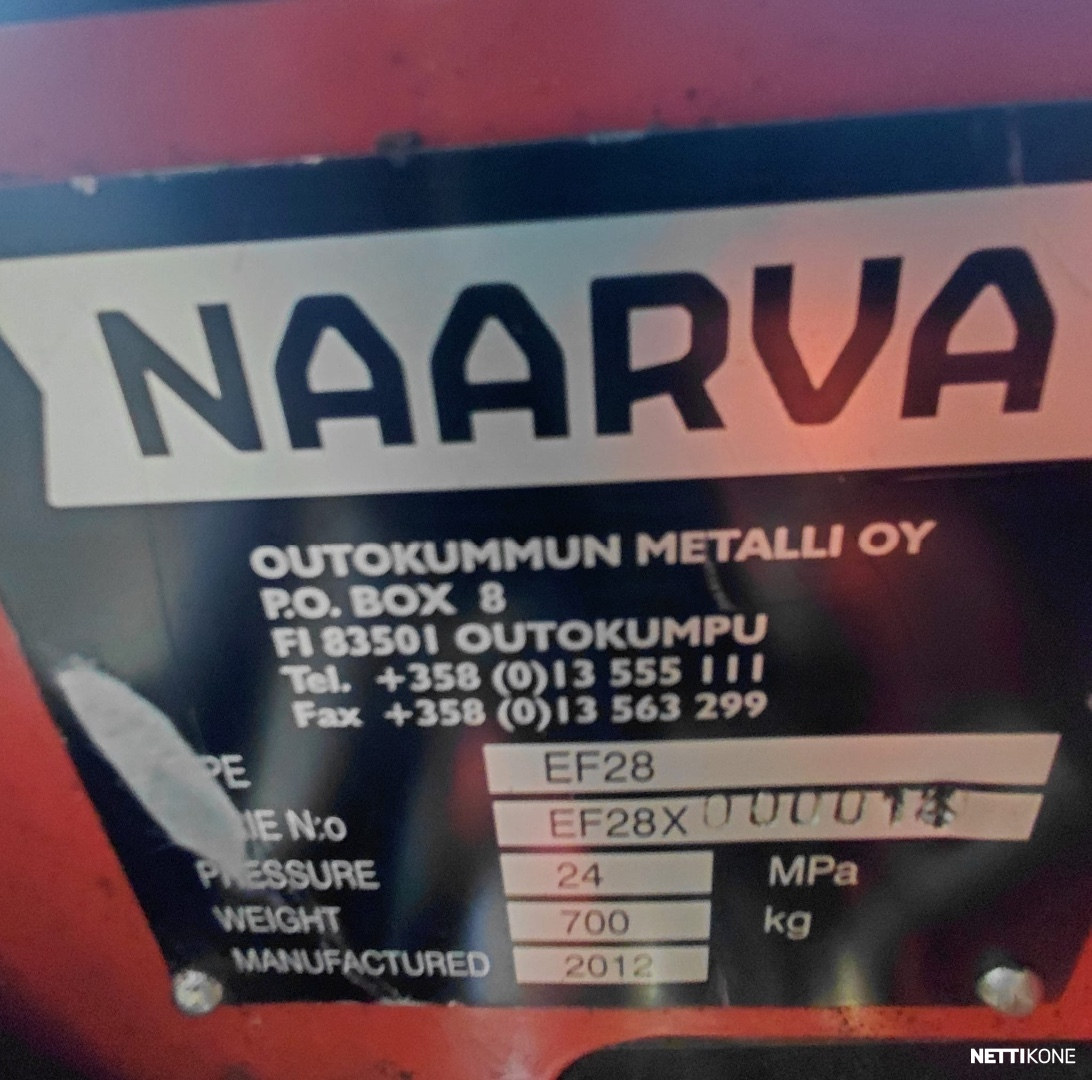 NAARVA
OUTOKUMMUN METALLI OY
P.O. BOX 8
FI 83501 OUTOKUMPU
Tel. +358 (0)13 555 111
Fax +358 (0)13 563 299
PE EF28
IE N:o
PRESSURE 24 MPa
WEIGHT 700 kg
MANUFACTURED 2012
NETTIKONE